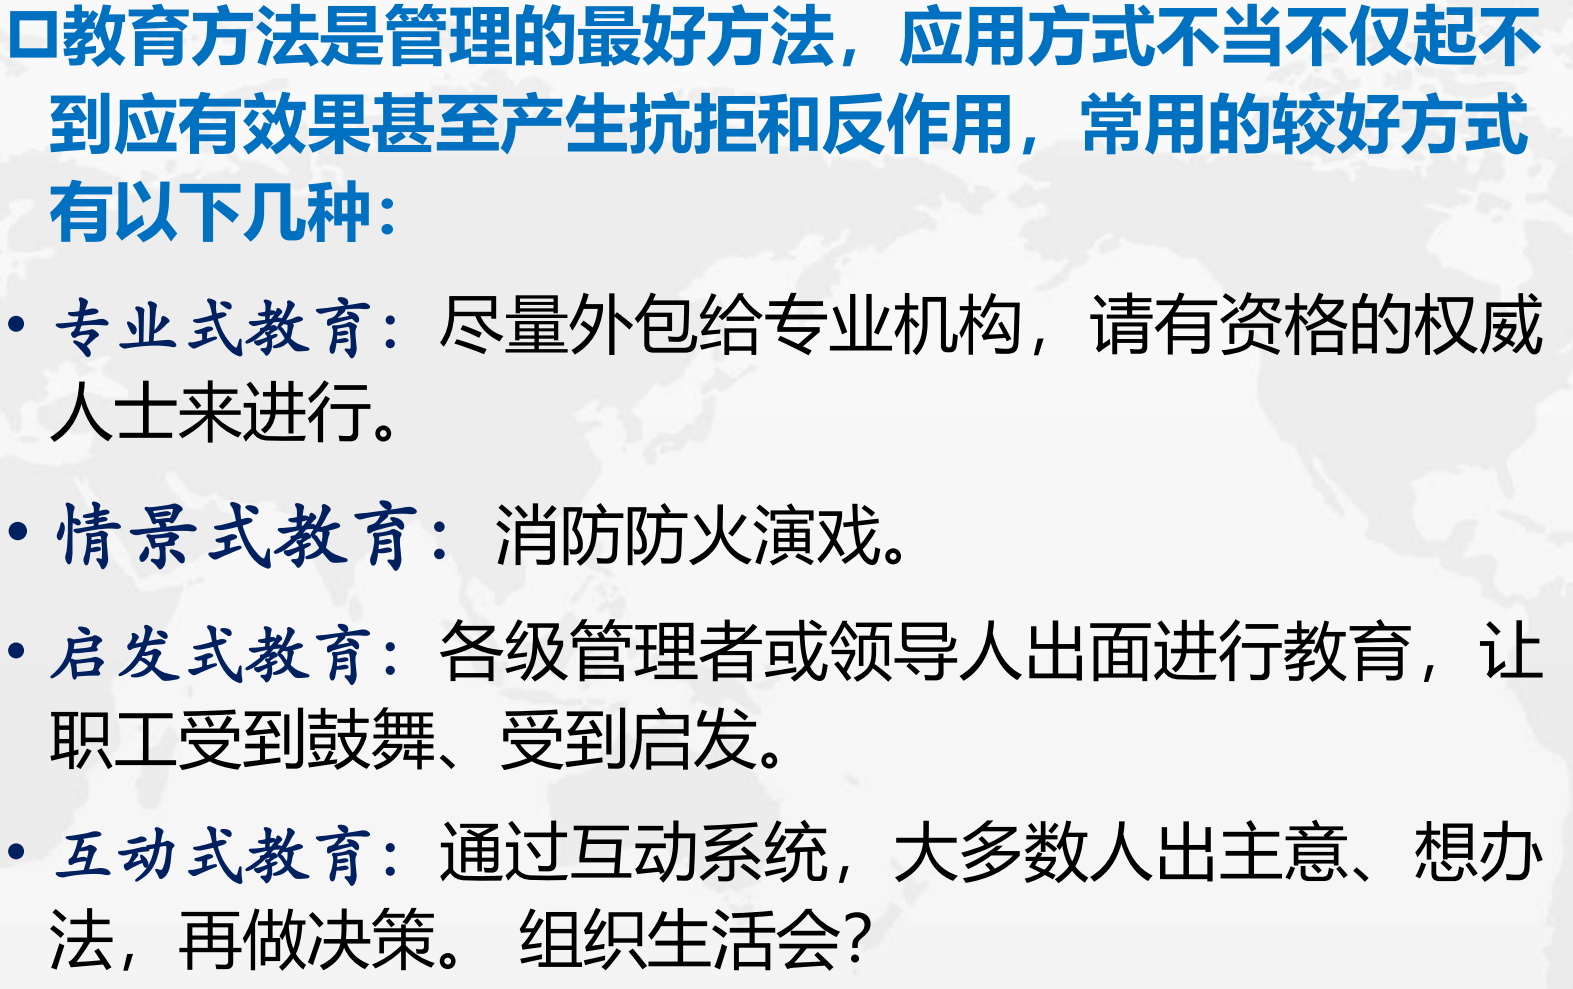 □教育方法是管理的最好方法，应用方式不当不仅起不
到应有效果甚至产生抗拒和反作用，常用的较好方式
有以下几种：
• 专业式教育：尽量外包给专业机构，请有资格的权威
人士来进行。
• 情景式教育：消防防火演戏。
• 启发式教育：各级管理者或领导人出面进行教育，让
职工受到鼓舞、受到启发。
• 互动式教育：通过互动系统，大多数人出主意、想办
法，再做决策。 组织生活会？